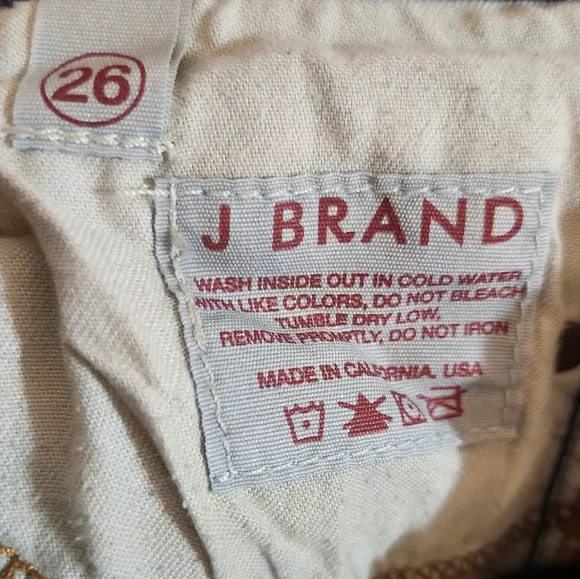 26
J BRAND
WASH INSIDE OUT IN COLD WATER
WITH LIKE COLORS, DO NOT BLEACH
TUMBLE DRY LOW,
REMOVE PROMPTLY, DO NOT IRON
MADE IN CALIFORNIA, USA